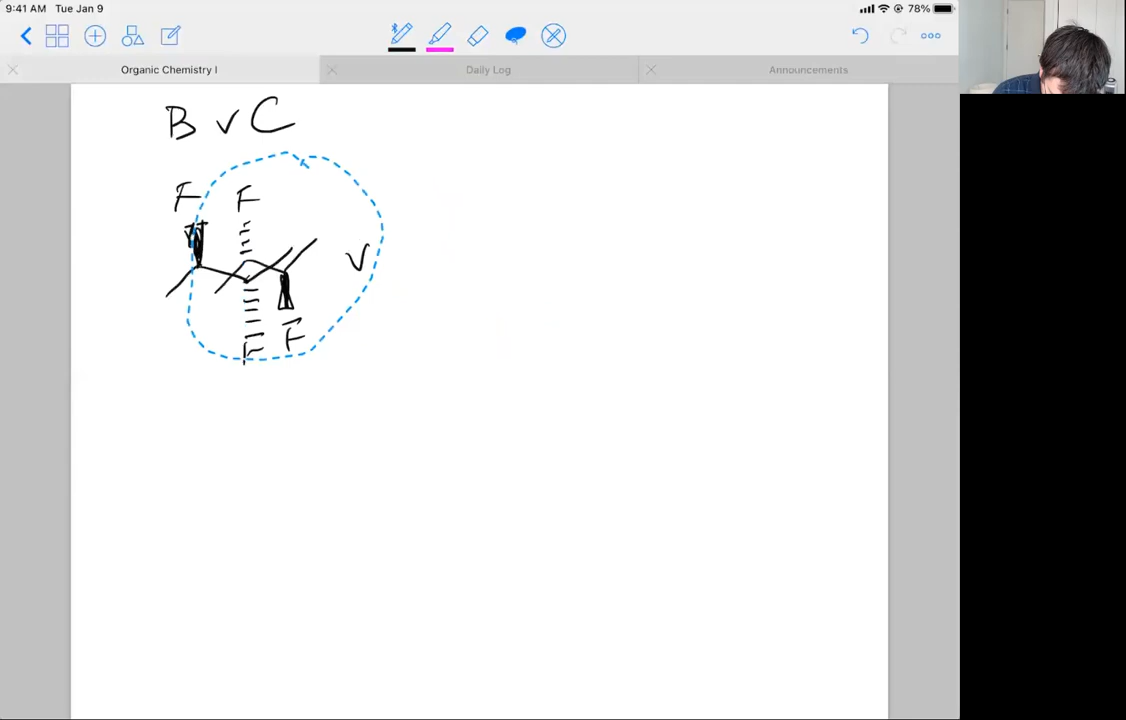 9:41 AM Tue Jan 9
78%
Organic Chemistry I
Daily Log
Announcements
B v C
F F
v
F F